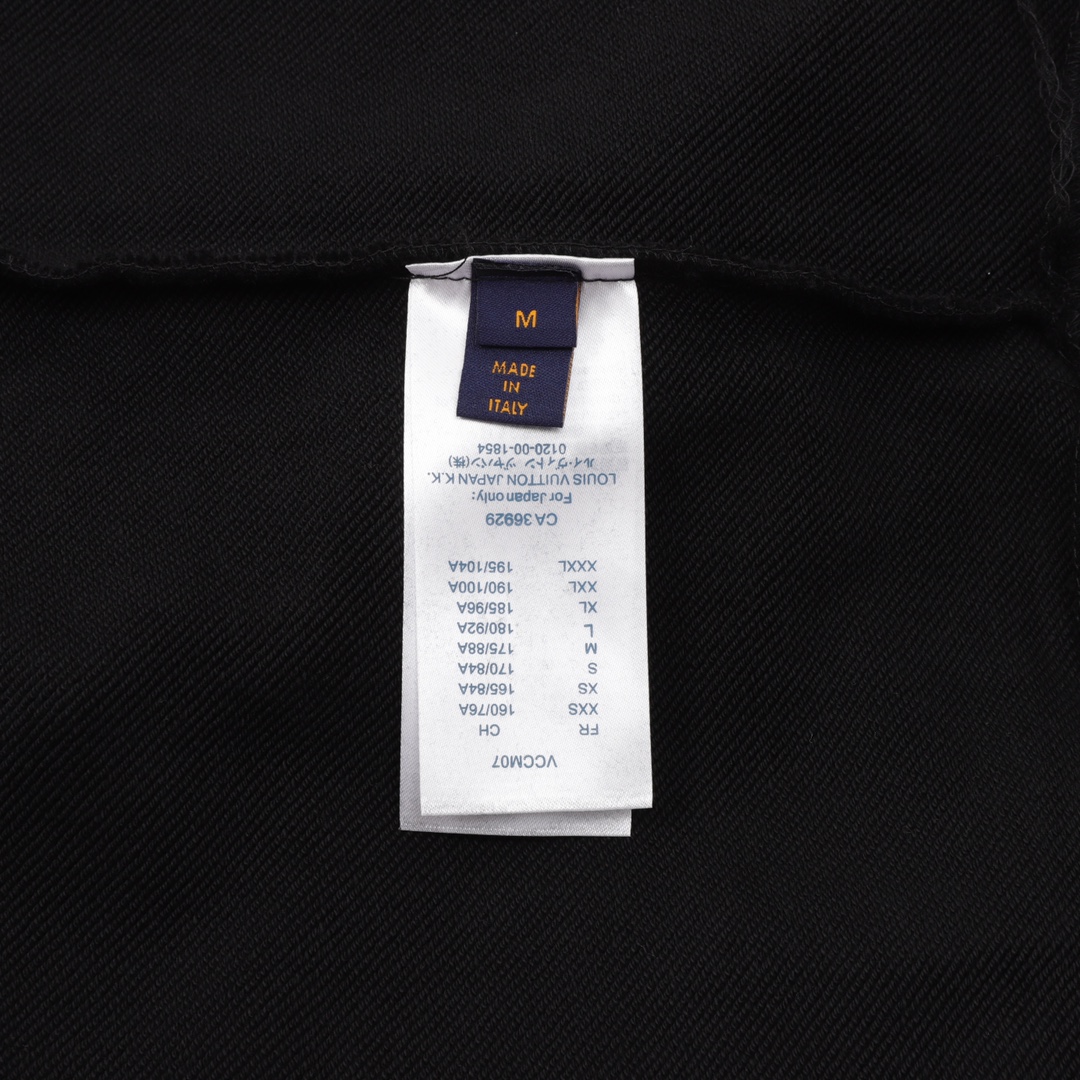 M
MADE
IN
ITALY
VCCM07
FR CH
XXS 160/76A
XS 165/84A
S 170/84A
M 175/88A
L 180/92A
XL 185/96A
XXL 190/100A
XXXL 195/104A
CA 36929
For Japan only:
LOUIS VUITTON JAPAN K.K.
ルイ・ヴィトン ジャパン(株)
0120-00-1854